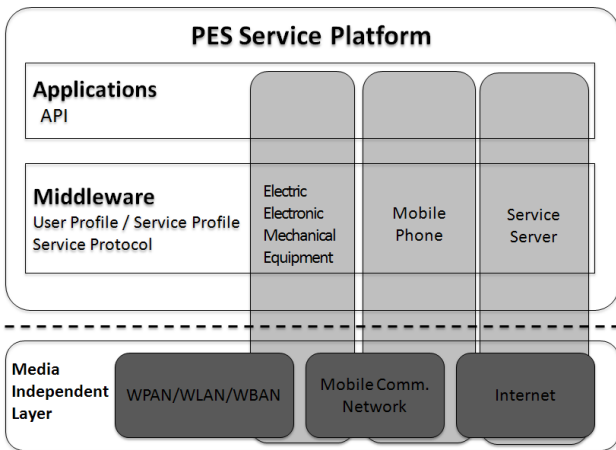 PES Service Platform
Applications
API
Middleware
User Profile / Service Profile
Service Protocol
Electric
Electronic
Mechanical
Equipment
Mobile
Phone
Service
Server
Media
Independent
Layer
WPAN/WLAN/WBAN
Mobile Comm.
Network
Internet